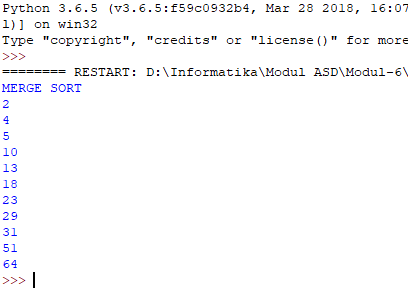 Python 3.6.5 (v3.6.5:f59c0932b4, Mar 28 2018, 16:07
1)] on win32
Type "copyright", "credits" or "license()" for more
>>>
======== RESTART: D:\Informatika\Modul ASD\Modul-6\
MERGE SORT
2
4
5
10
13
18
23
29
31
51
64
>>>